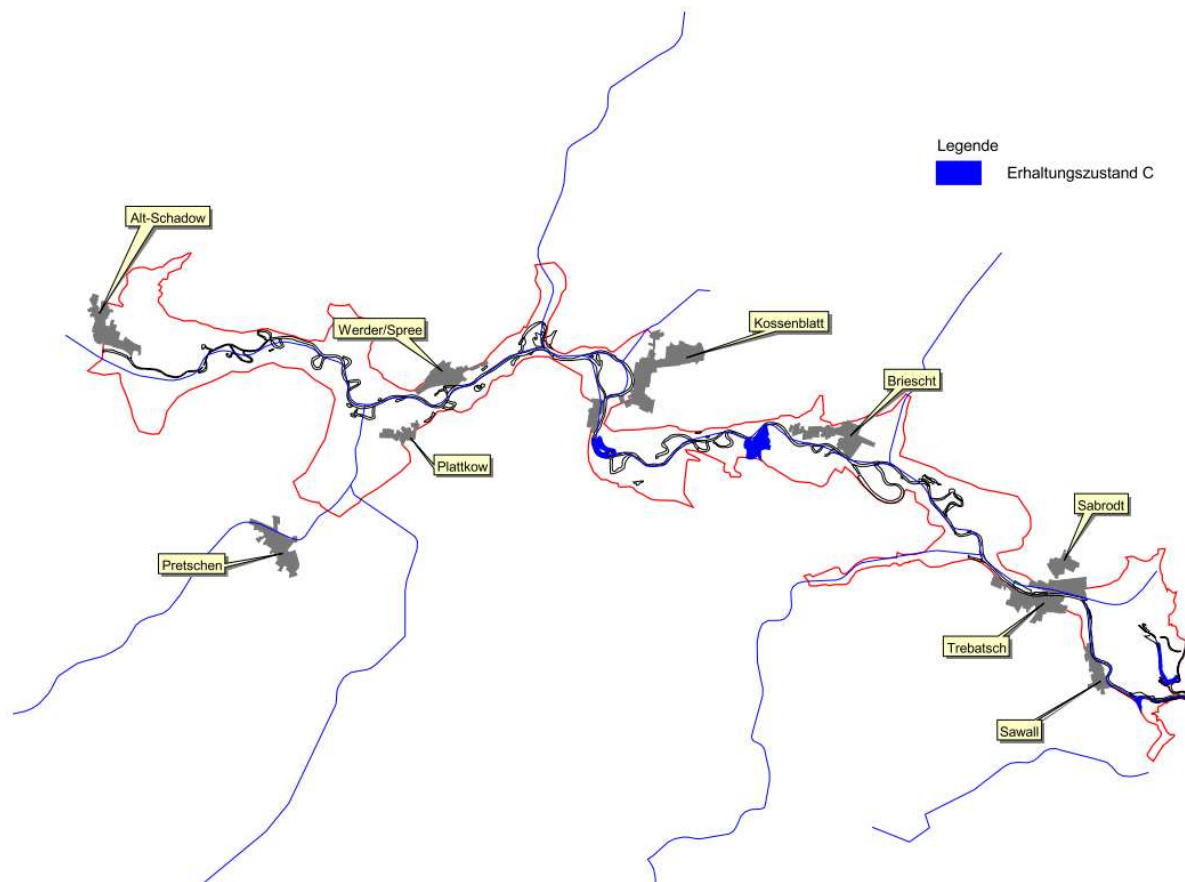 Legende
Erhaltungszustand C
Alt-Schadow
Werder/Spree
Kossenblatt
Briescht
Plattkow
Sabrodt
Pretschen
Trebatsch
Sawall